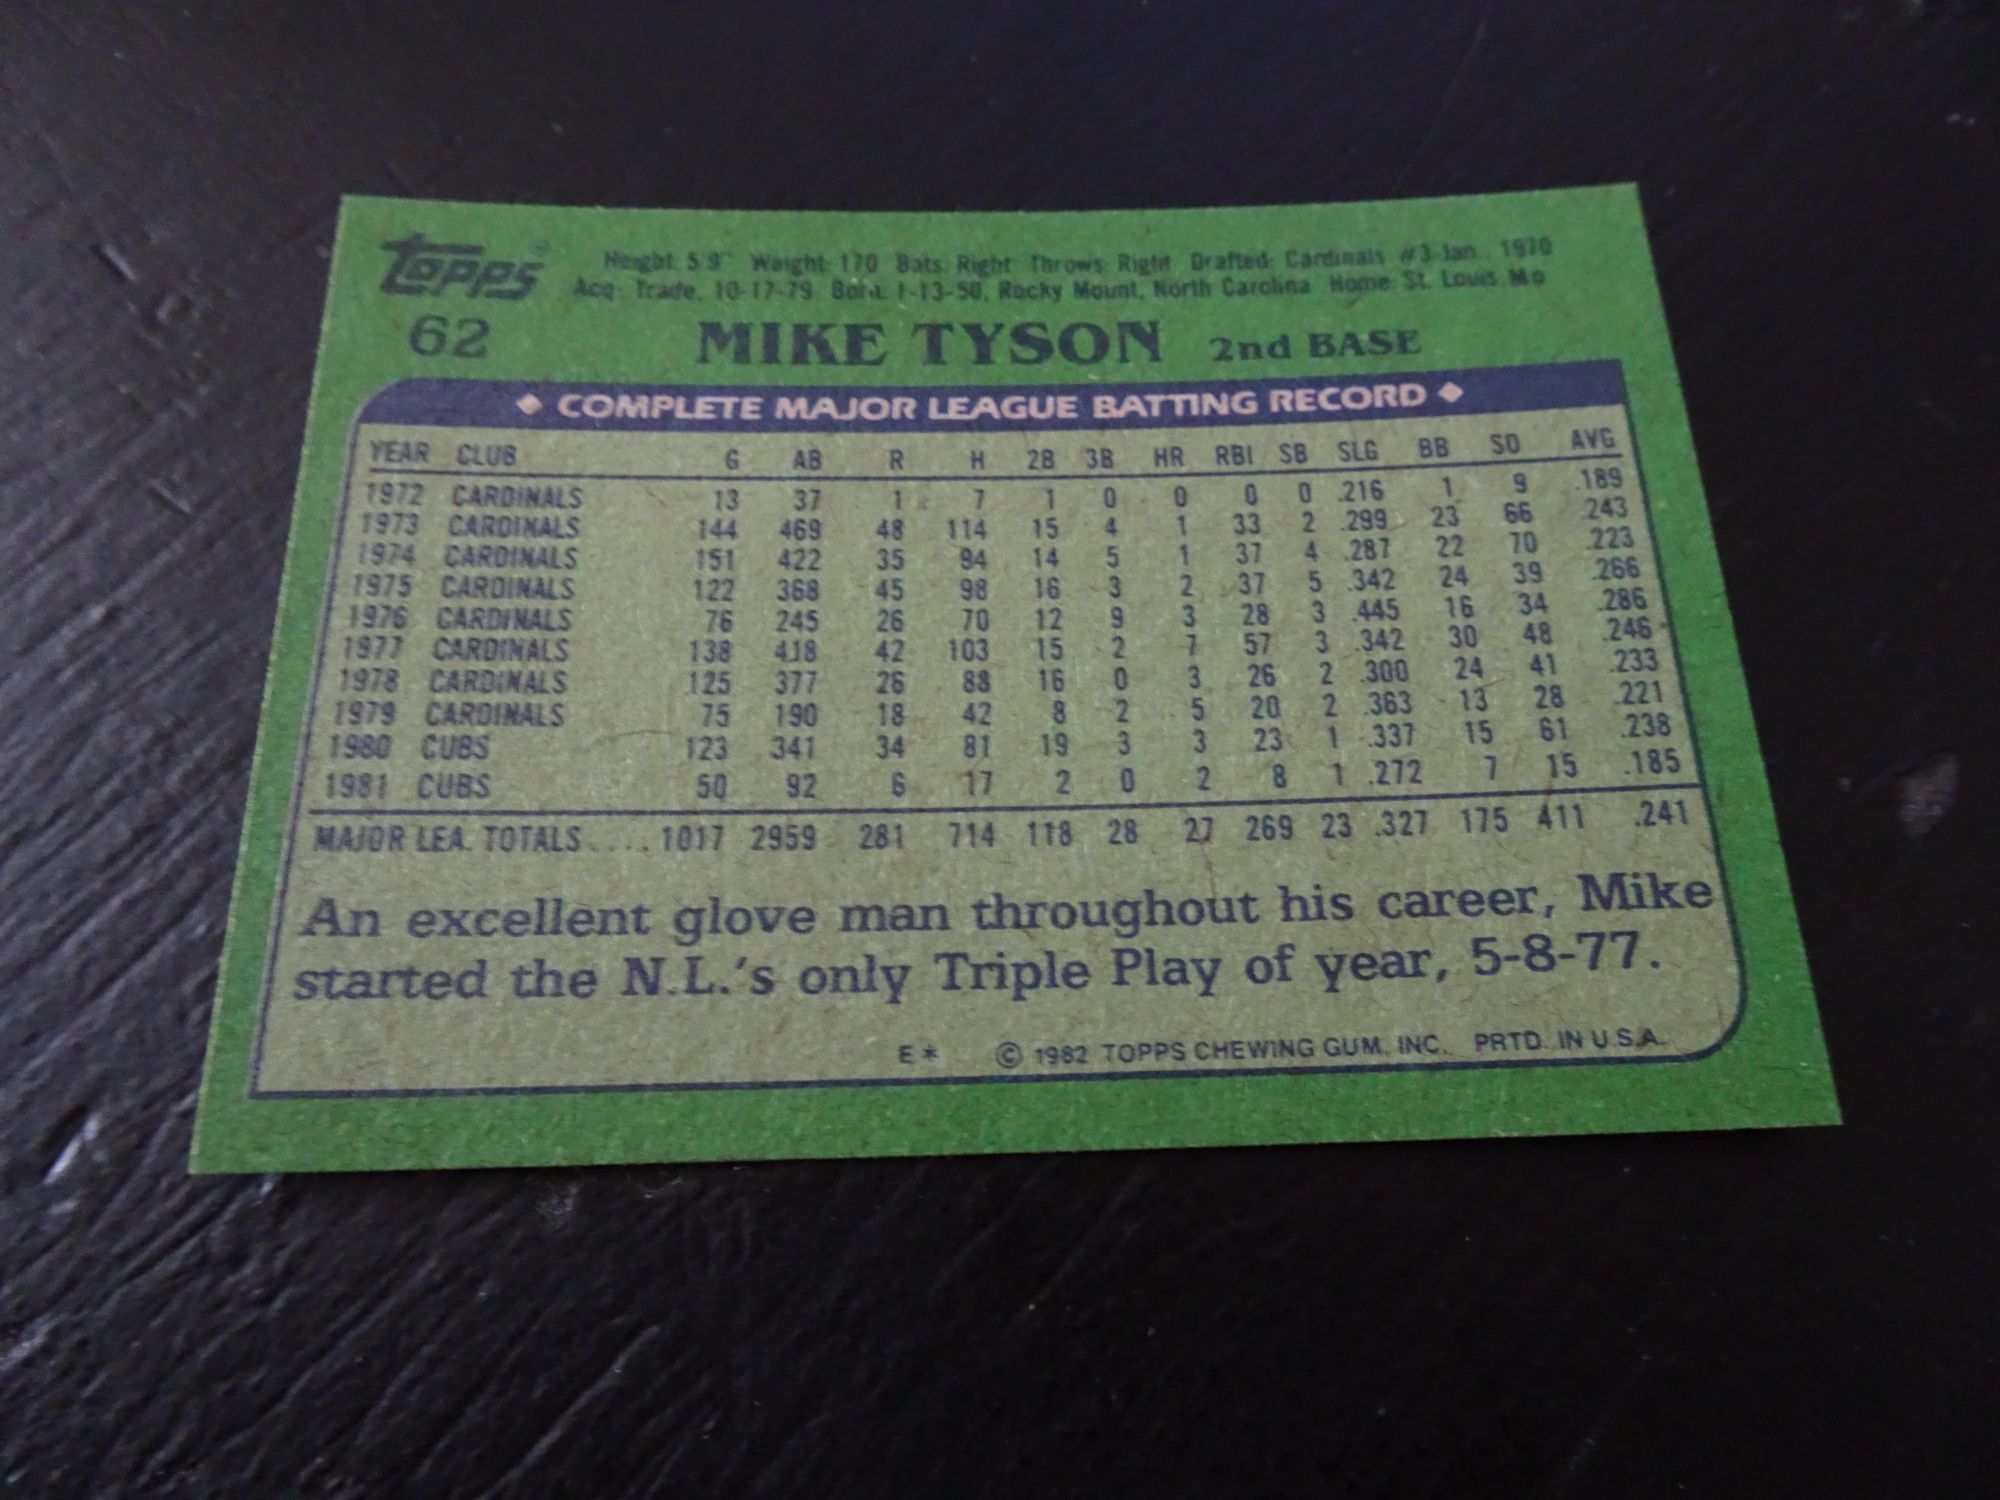 Topps
Height: 5'9" Weight: 170 Bats: Right Throws: Right Drafted: Cardinals #3-Jan. 1970
Acq: Trade, 10-17-79 Born: 1-13-50, Rocky Mount, North Carolina Home: St. Louis, Mo
62 MIKE TYSON 2nd BASE
◆ COMPLETE MAJOR LEAGUE BATTING RECORD ◆
YEAR CLUB G AB R H 2B 3B HR RBI SB SLG BB SO AVG
1972 CARDINALS 13 37 1 7 1 0 0 0 0 .216 1 9 .189
1973 CARDINALS 144 469 48 114 15 4 1 33 2 .299 23 66 .243
1974 CARDINALS 151 422 35 94 14 5 1 37 4 .287 22 70 .223
1975 CARDINALS 122 368 45 98 16 3 2 37 5 .342 24 39 .266
1976 CARDINALS 76 245 26 70 12 9 3 28 3 .445 16 34 .286
1977 CARDINALS 138 418 42 103 15 2 7 57 3 .342 30 48 .246
1978 CARDINALS 125 377 26 88 16 0 3 26 2 .300 24 41 .233
1979 CARDINALS 75 190 18 42 8 2 5 20 2 .363 13 28 .221
1980 CUBS 123 341 34 81 19 3 3 23 1 .337 15 61 .238
1981 CUBS 50 92 6 17 2 0 2 8 1 .272 7 15 .185
MAJOR LEA. TOTALS..... 1017 2959 281 714 118 28 27 269 23 .327 175 411 .241
An excellent glove man throughout his career, Mike
started the N.L.'s only Triple Play of year, 5-8-77.
E* © 1982 TOPPS CHEWING GUM, INC. PRTD. IN U.S.A.